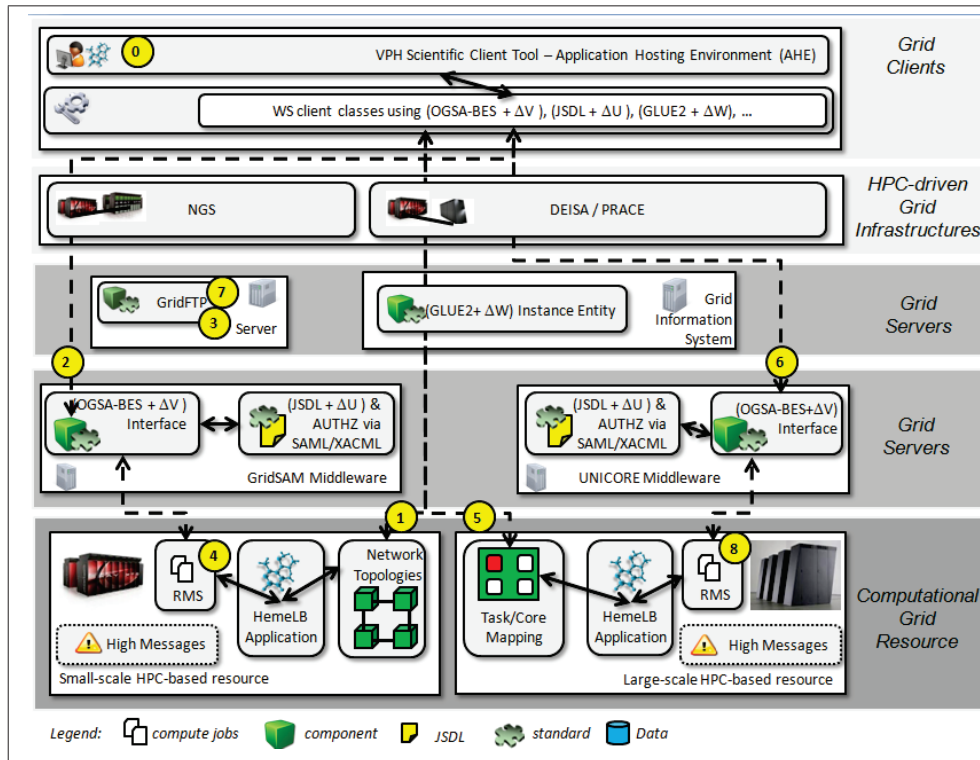 0
VPH Scientific Client Tool – Application Hosting Environment (AHE)
Grid
Clients
WS client classes using (OGSA-BES + ΔV ), (JSDL + ΔU ), (GLUE2 + ΔW), ...
NGS
DEISA / PRACE
HPC-driven
Grid
Infrastructures
GridFTP
7
3
Server
(GLUE2+ ΔW) Instance Entity
Grid
Information
System
Grid
Servers
2
6
(OGSA-BES + ΔV )
Interface
(JSDL + ΔU ) &
AUTHZ via
SAML/XACML
GridSAM Middleware
(JSDL + ΔU ) &
AUTHZ via
SAML/XACML
(OGSA-BES+ΔV)
Interface
UNICORE Middleware
Grid
Servers
1
5
4
RMS
HemeLB
Application
Network
Topologies
High Messages
Small-scale HPC-based resource
Task/Core
Mapping
HemeLB
Application
8
RMS
High Messages
Large-scale HPC-based resource
Computational
Grid
Resource
Legend: compute jobs component JSDL standard Data